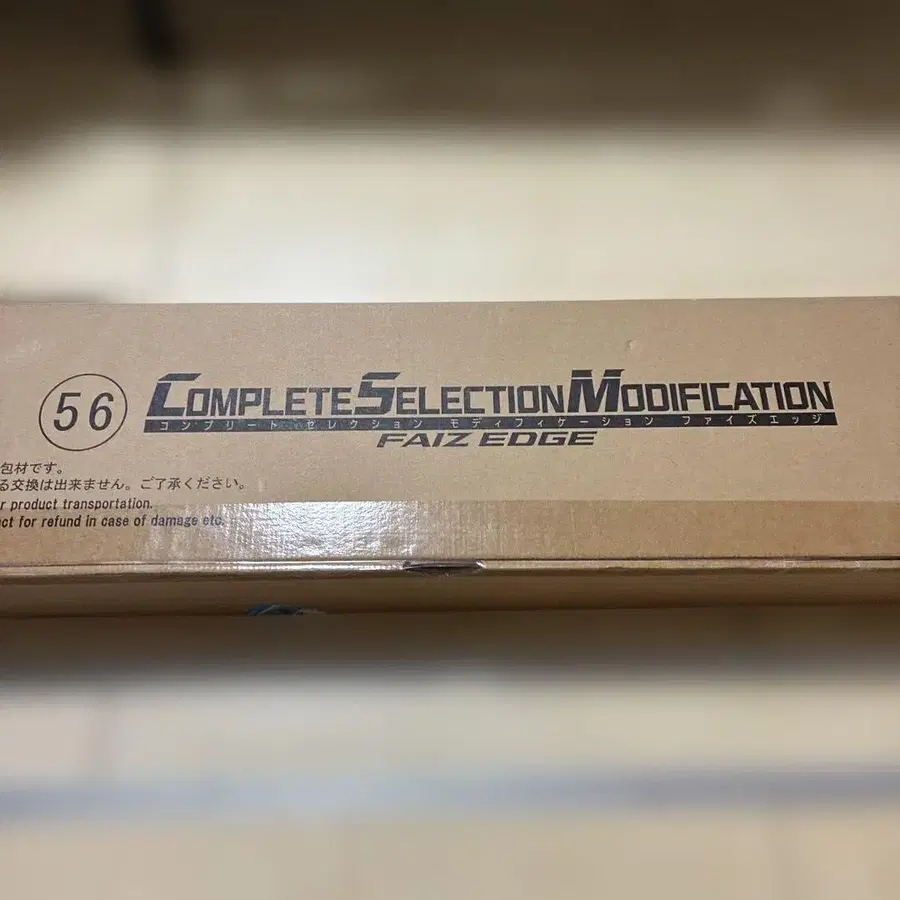 56
COMPLETE SELECTION MODIFICATION
コンプリート セレクション モディフィケーション ファイズエッジ
FAIZ EDGE
包材です。
る交換は出来ません。ご了承ください。
product transportation.
for refund in case of damage etc.